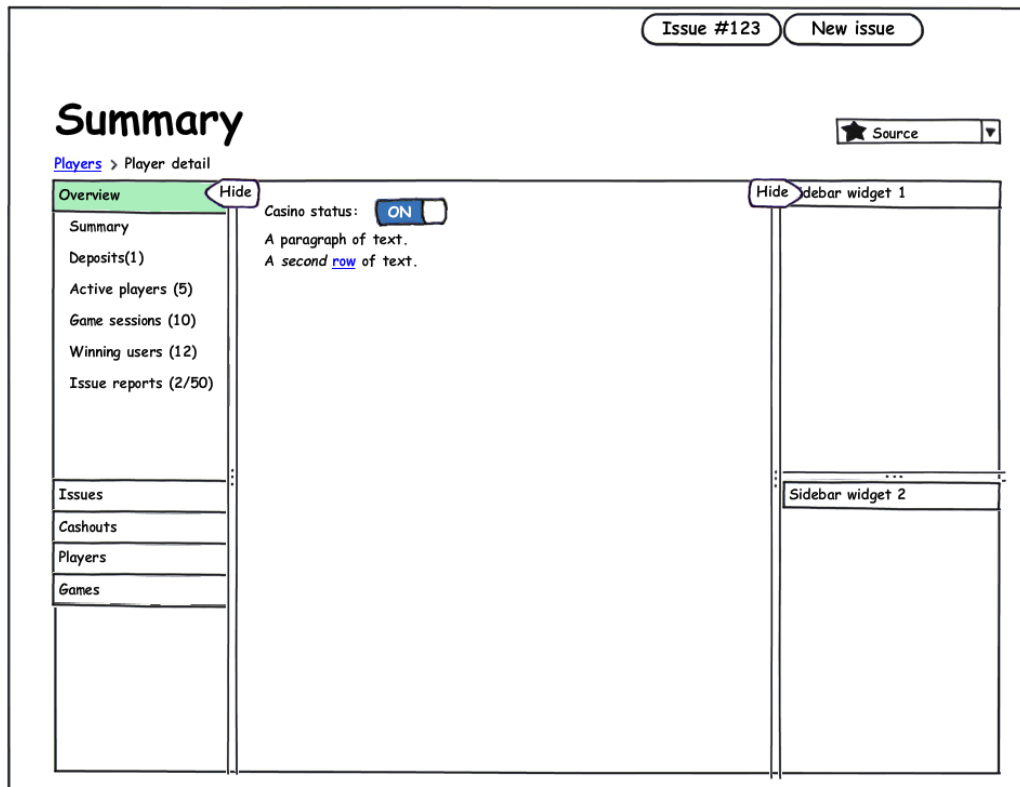 Issue #123
New issue
Summary
Source
Players > Player detail
Overview
Hide
Summary
Deposits(1)
Active players (5)
Game sessions (10)
Winning users (12)
Issue reports (2/50)
Issues
Cashouts
Players
Games
Casino status: ON
A paragraph of text.
A second row of text.
Hide
debar widget 1
Sidebar widget 2